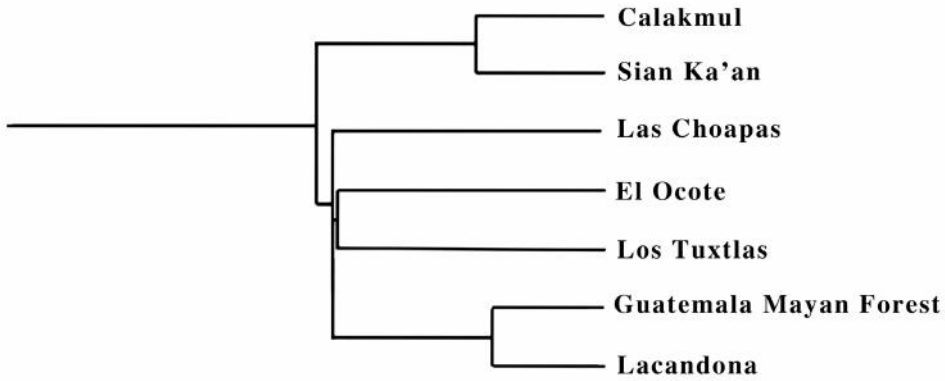 Calakmul
Sian Ka'an
Las Choapas
El Ocote
Los Tuxtlas
Guatemala Mayan Forest
Lacandona